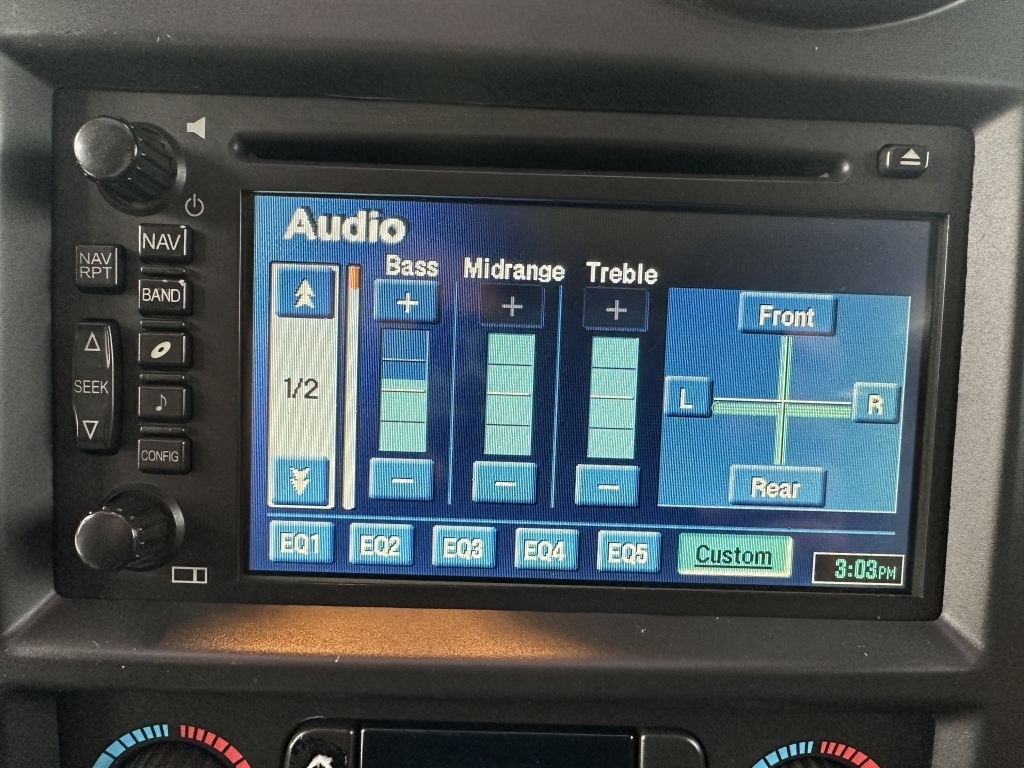 NAV
NAV
RPT
BAND
SEEK
CONFIG
Audio
Bass Midrange Treble
+ + +
1/2
- - -
Front
L R
Rear
EQ1 EQ2 EQ3 EQ4 EQ5 Custom
3:03PM